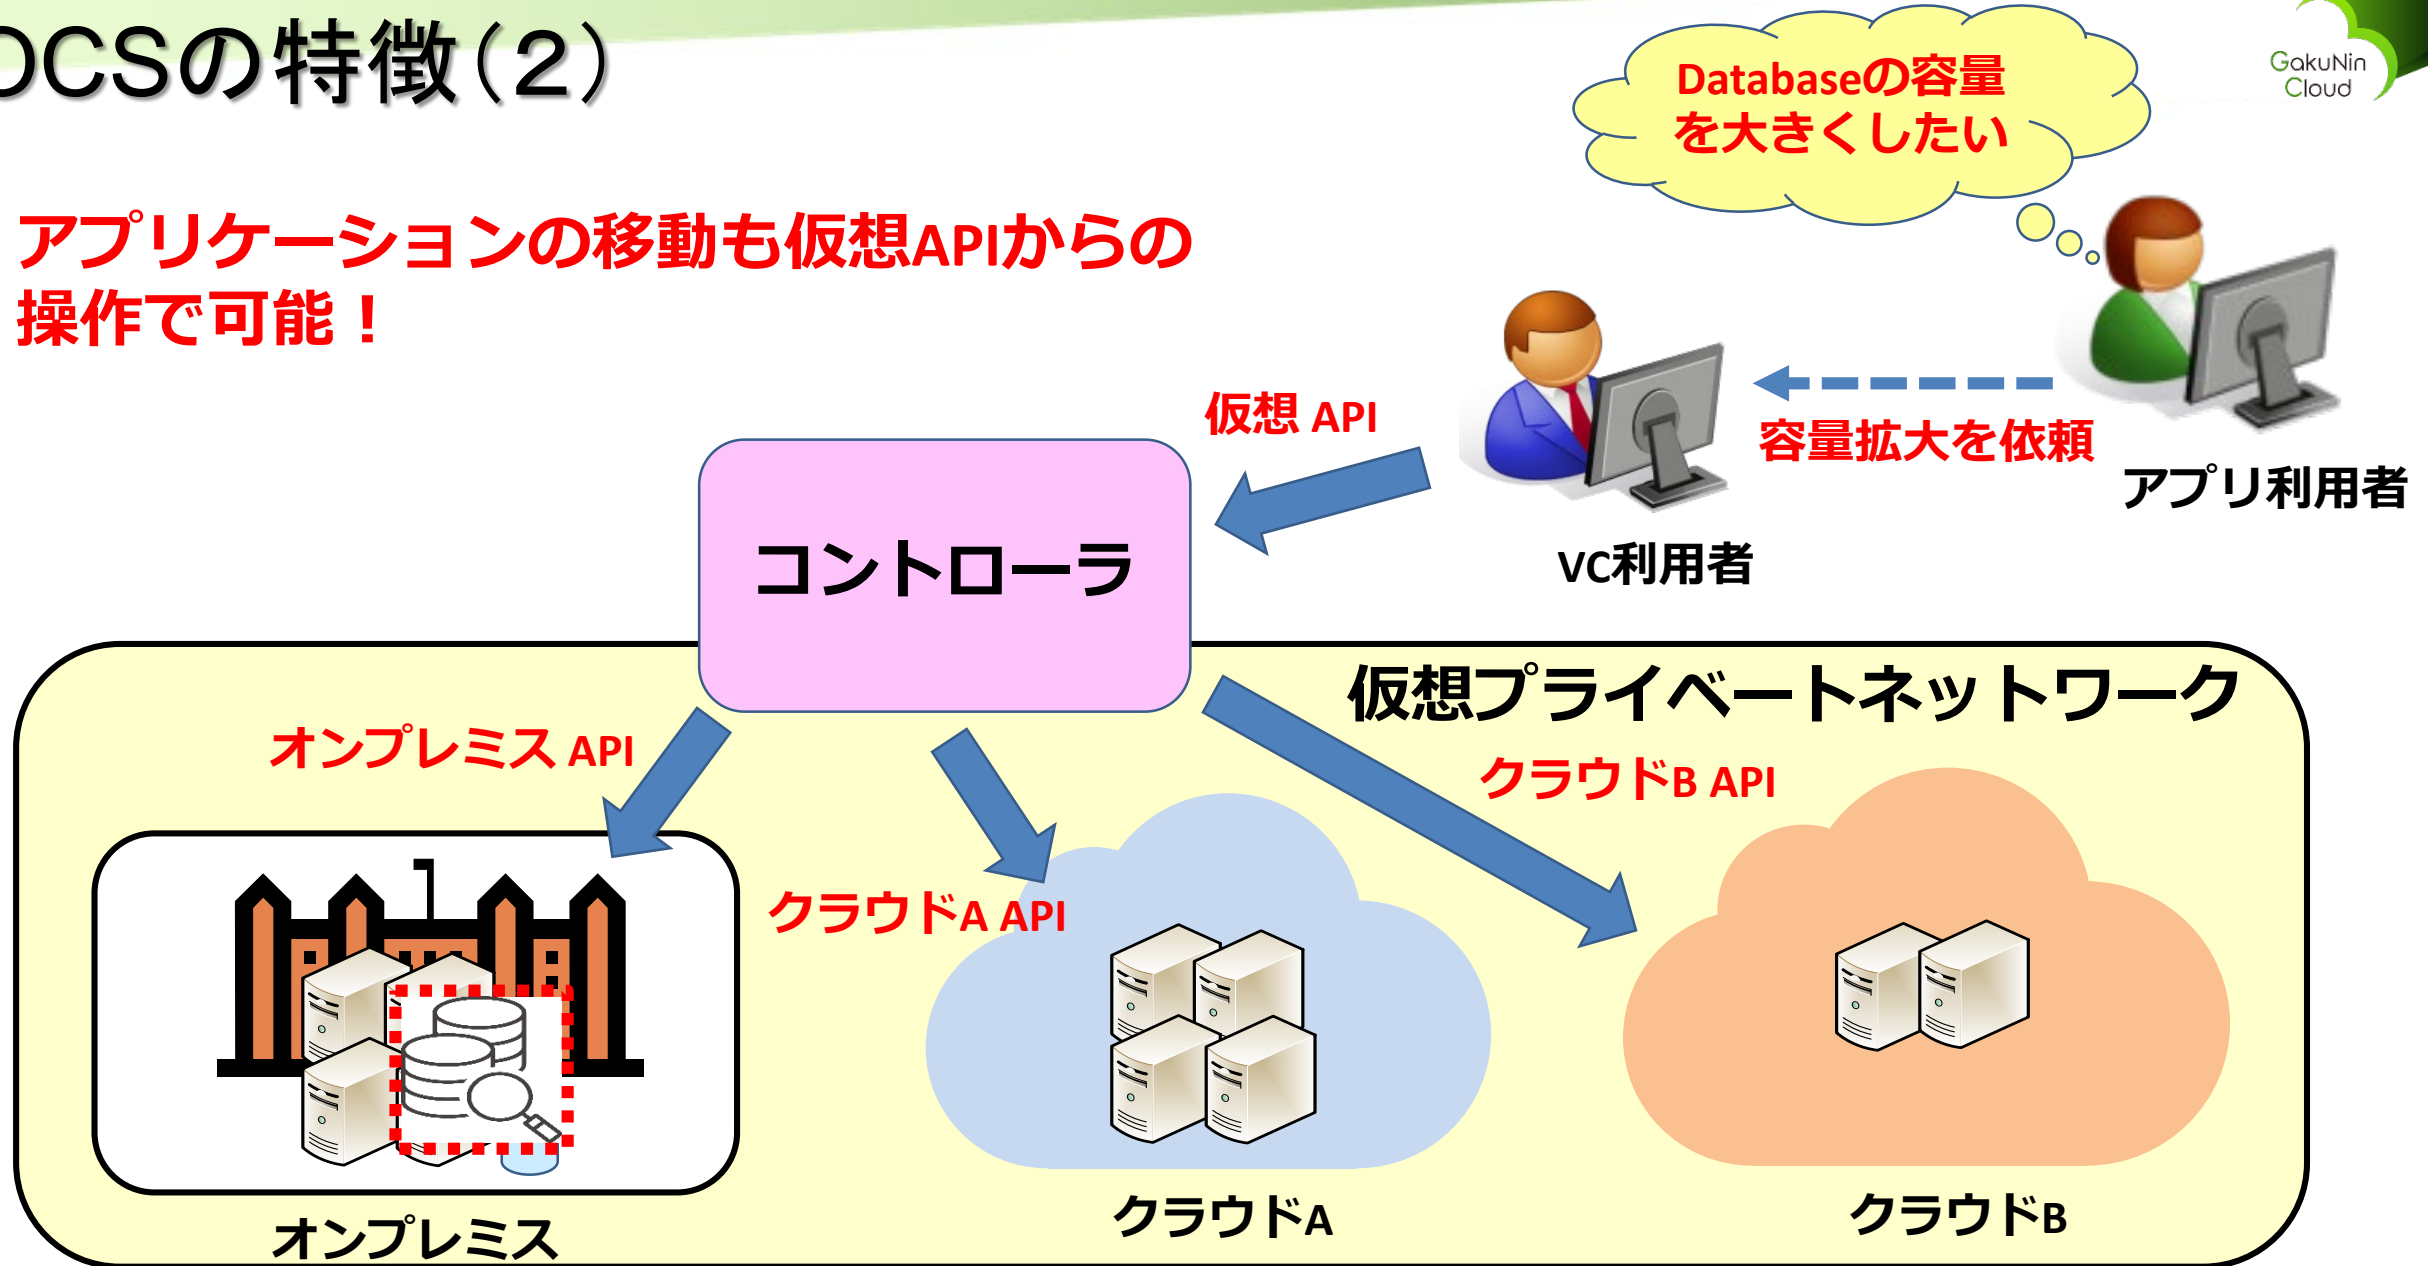 OCSの特徴（２）
GakuNin
Cloud
Databaseの容量
を大きくしたい
アプリケーションの移動も仮想APIからの
操作で可能！
仮想 API
容量拡大を依頼
アプリ利用者
VC利用者
コントローラ
仮想プライベートネットワーク
オンプレミス API
クラウドB API
クラウドA API
オンプレミス
クラウドA
クラウドB